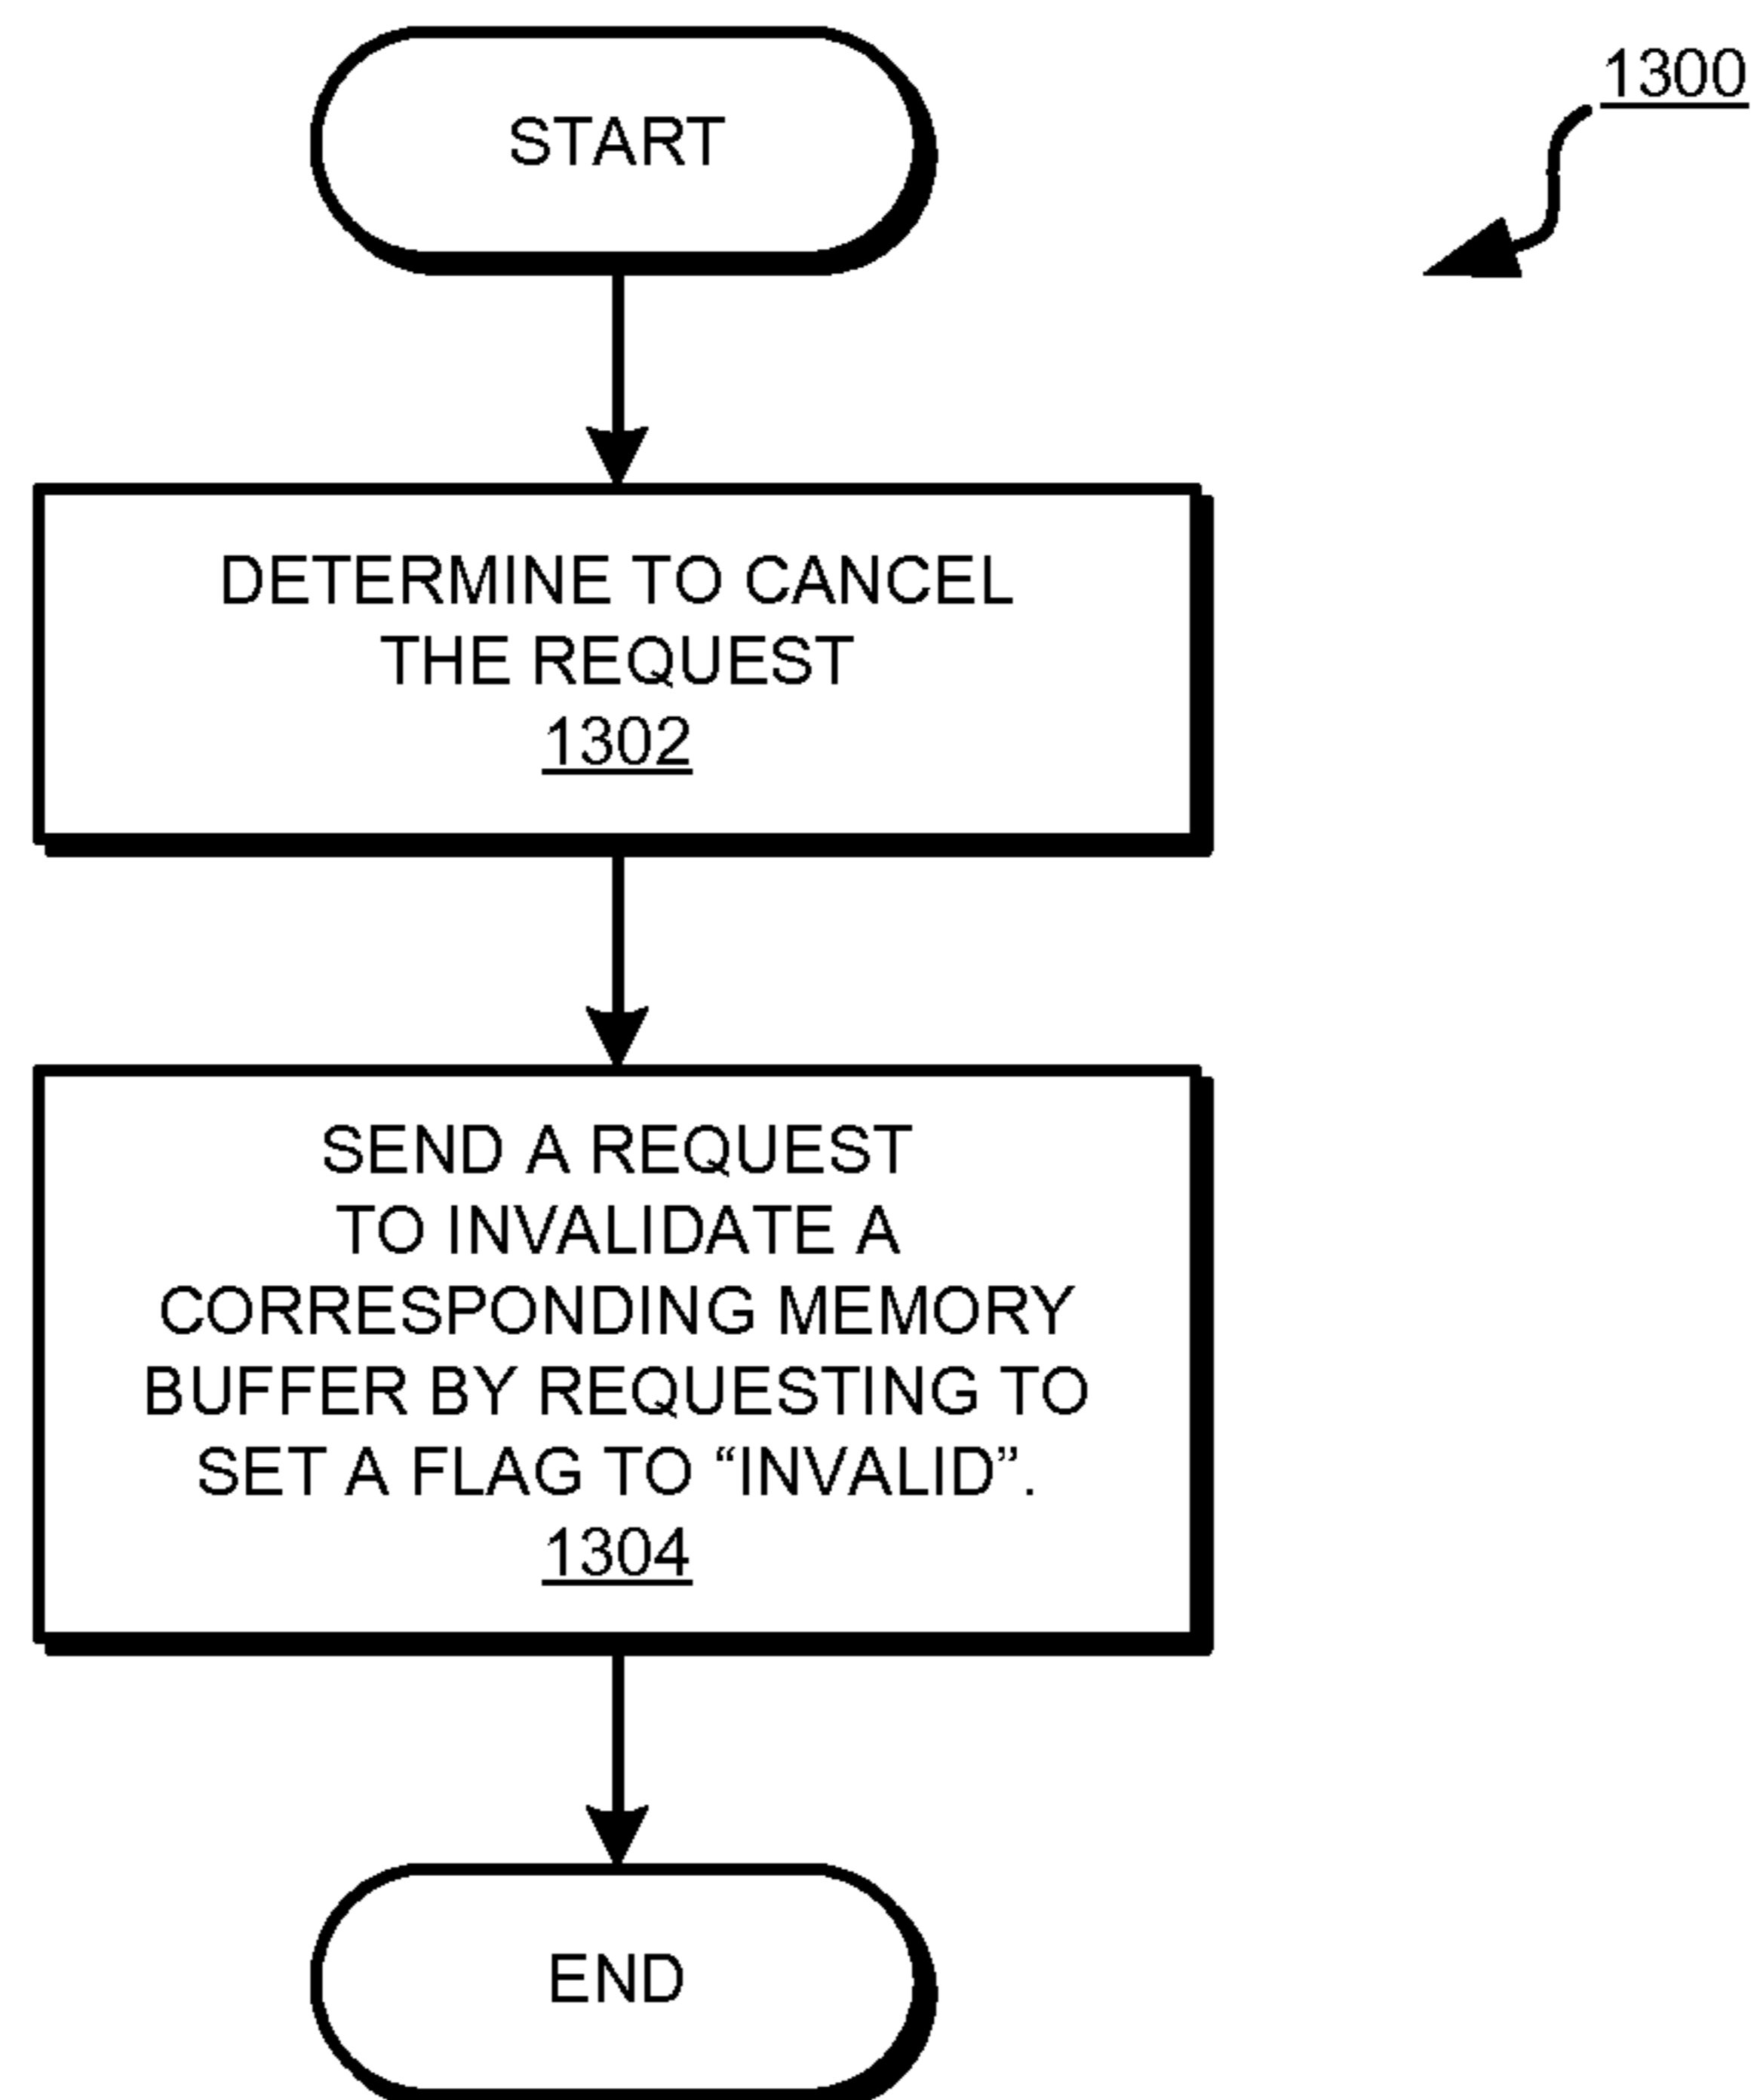 START
1300
DETERMINE TO CANCEL
THE REQUEST
1302
SEND A REQUEST
TO INVALIDATE A
CORRESPONDING MEMORY
BUFFER BY REQUESTING TO
SET A FLAG TO “INVALID”.
1304
END